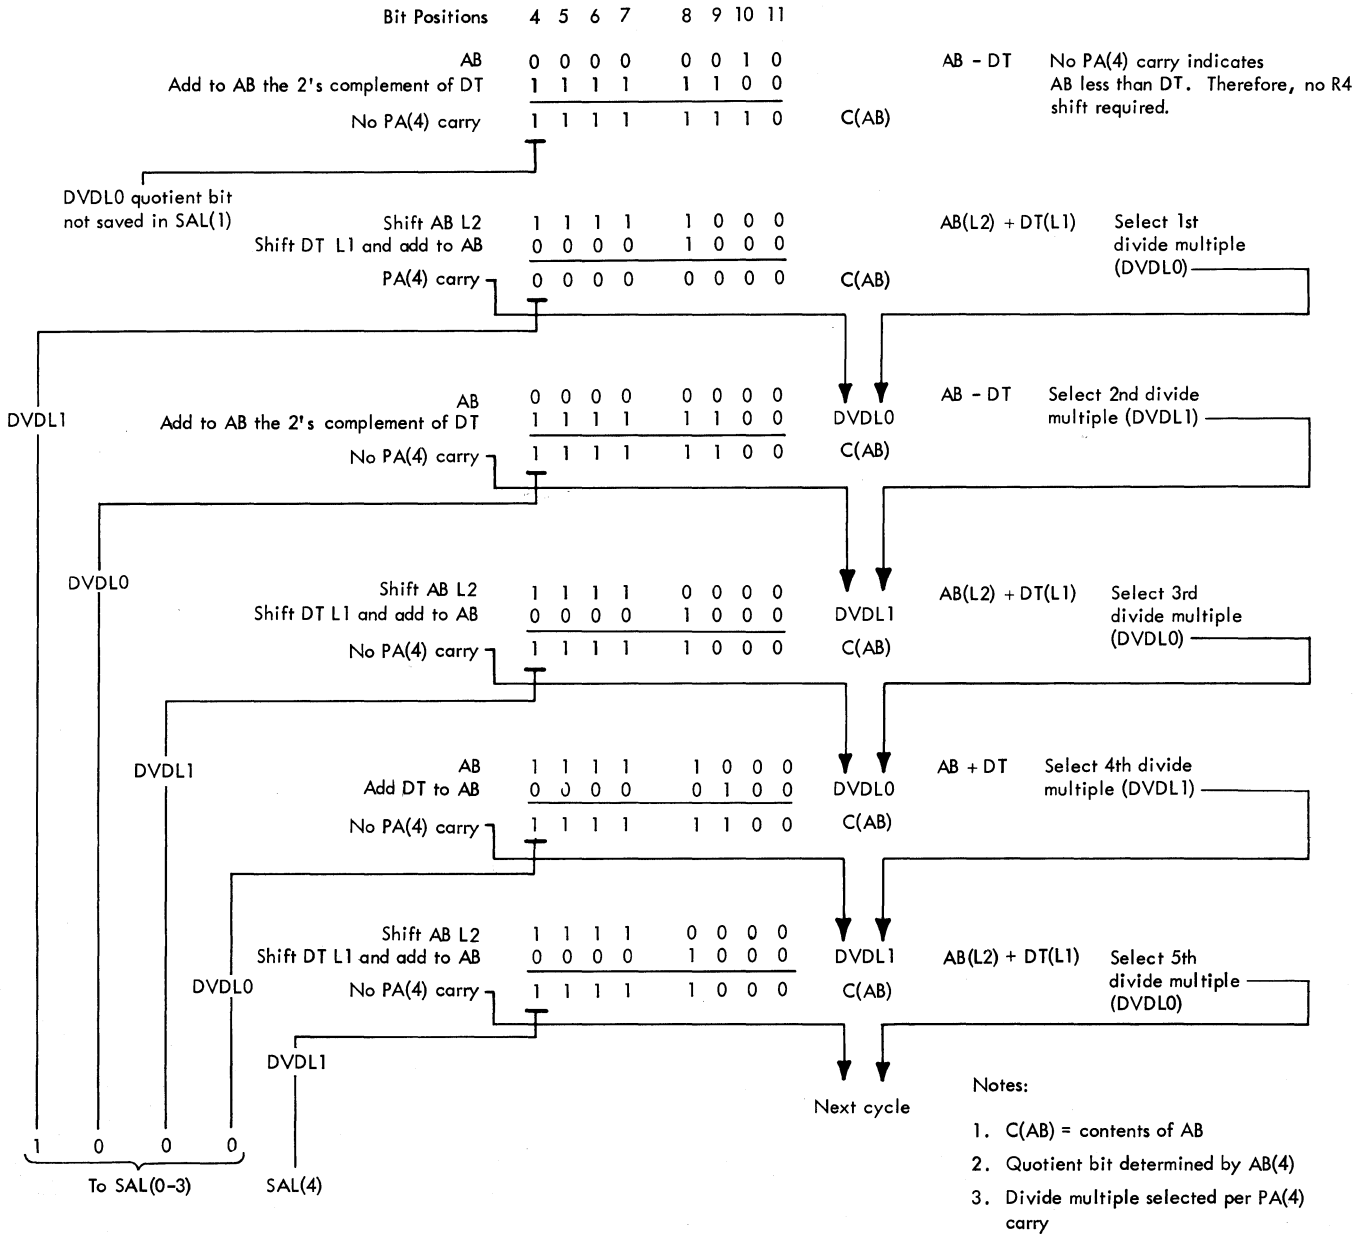 Bit Positions 4 5 6 7 8 9 10 11
AB 0 0 0 0 0 0 1 0 AB - DT No PA(4) carry indicates
Add to AB the 2's complement of DT 1 1 1 1 1 1 0 0 AB less than DT. Therefore, no R4
No PA(4) carry 1 1 1 1 1 1 1 0 C(AB) shift required.
DVDL0 quotient bit
not saved in SAL(1)
Shift AB L2 1 1 1 1 1 0 0 0 AB(L2) + DT(L1) Select 1st
Shift DT L1 and add to AB 0 0 0 0 1 0 0 0 divide multiple
(DVDL0)
PA(4) carry 0 0 0 0 0 0 0 0 C(AB)
AB 0 0 0 0 0 0 0 0 AB - DT Select 2nd divide
DVDL1 Add to AB the 2's complement of DT 1 1 1 1 1 1 0 0 DVDL0 multiple (DVDL1)
No PA(4) carry 1 1 1 1 1 1 0 0 C(AB)
DVDL0
Shift AB L2 1 1 1 1 0 0 0 0 AB(L2) + DT(L1) Select 3rd
Shift DT L1 and add to AB 0 0 0 0 1 0 0 0 DVDL1 divide multiple
(DVDL0)
No PA(4) carry 1 1 1 1 1 0 0 0 C(AB)
DVDL1
AB 1 1 1 1 1 0 0 0 AB + DT Select 4th divide
Add DT to AB 0 0 0 0 0 1 0 0 DVDL0 multiple (DVDL1)
No PA(4) carry 1 1 1 1 1 1 0 0 C(AB)
Shift AB L2 1 1 1 1 0 0 0 0
Shift DT L1 and add to AB 0 0 0 0 1 0 0 0 DVDL1 AB(L2) + DT(L1) Select 5th
divide multiple
(DVDL0)
DVDL0 No PA(4) carry 1 1 1 1 1 0 0 0 C(AB)
DVDL1
Next cycle
1 0 0 0
To SAL(0-3) SAL(4)
Notes:
1. C(AB) = contents of AB
2. Quotient bit determined by AB(4)
3. Divide multiple selected per PA(4)
carry